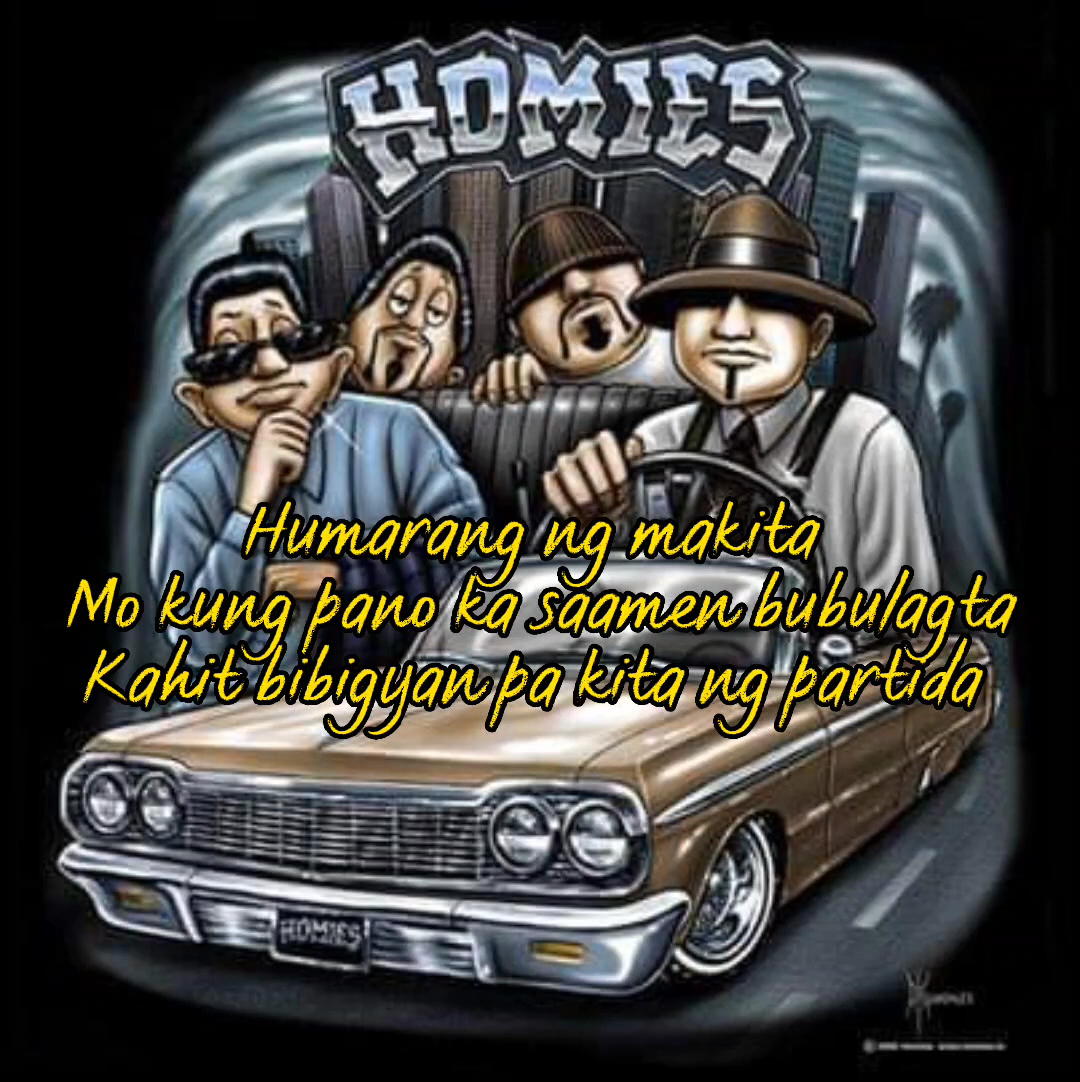 HOMIES
Humarang ng makita
Mo kung pano ka saamen bubulagta
Kahit bibigyan pa kita ng partida
HOMIES